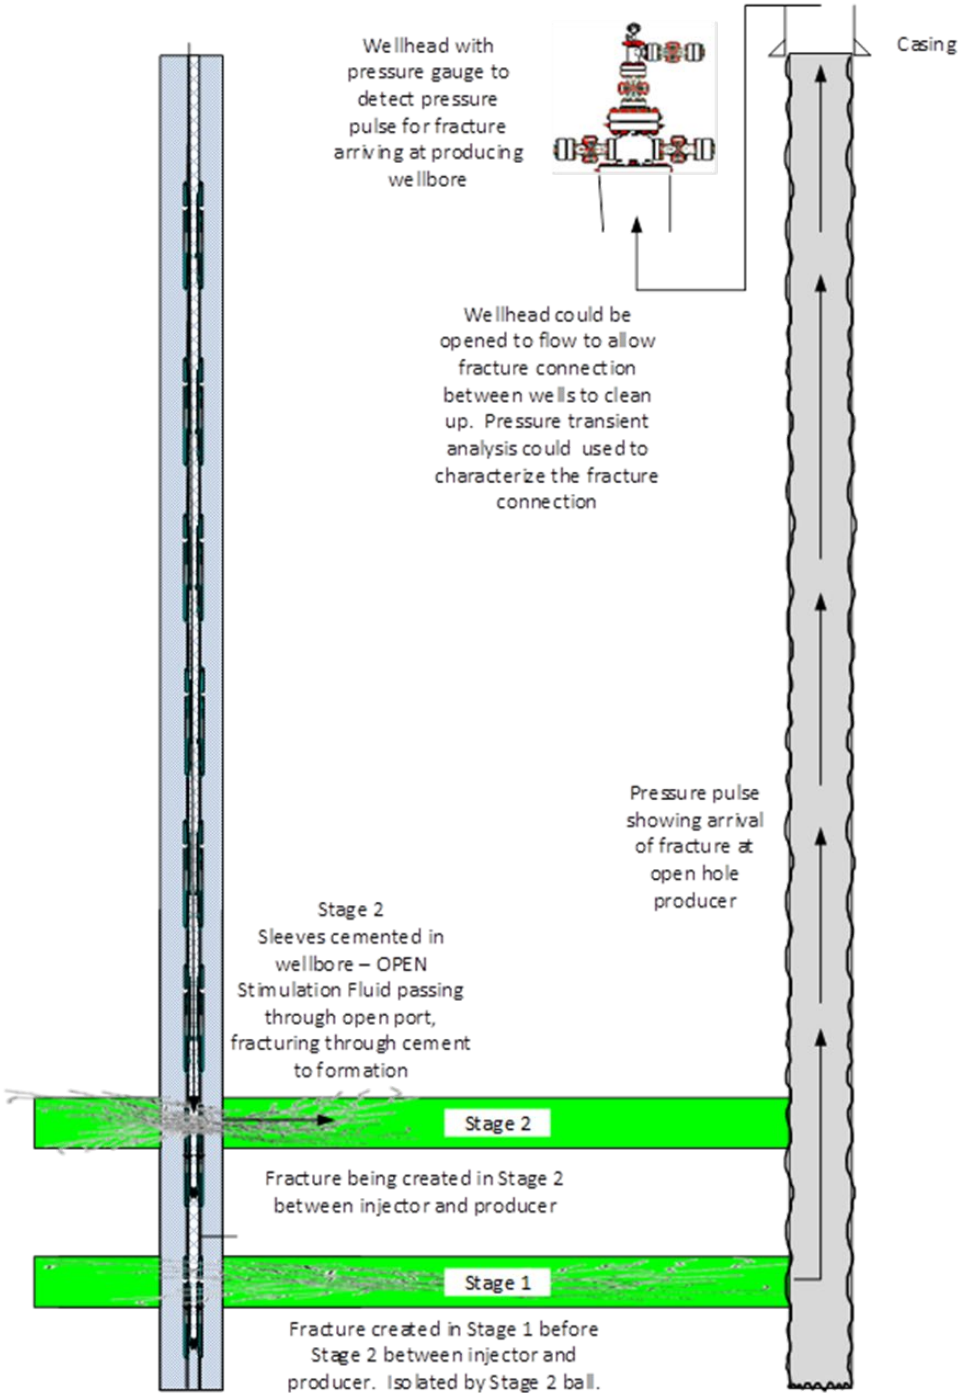 Wellhead with
pressure gauge to
detect pressure
pulse for fracture
arriving at producing
wellbore
Casing
Wellhead could be
opened to flow to allow
fracture connection
between wells to clean
up. Pressure transient
analysis could used to
characterize the fracture
connection
Pressure pulse
showing arrival
of fracture at
open hole
producer
Stage 2
Sleeves cemented in
wellbore – OPEN
Stimulation Fluid passing
through open port,
fracturing through cement
to formation
Stage 2
Fracture being created in Stage 2
between injector and producer
Stage 1
Fracture created in Stage 1 before
Stage 2 between injector and
producer. Isolated by Stage 2 ball.